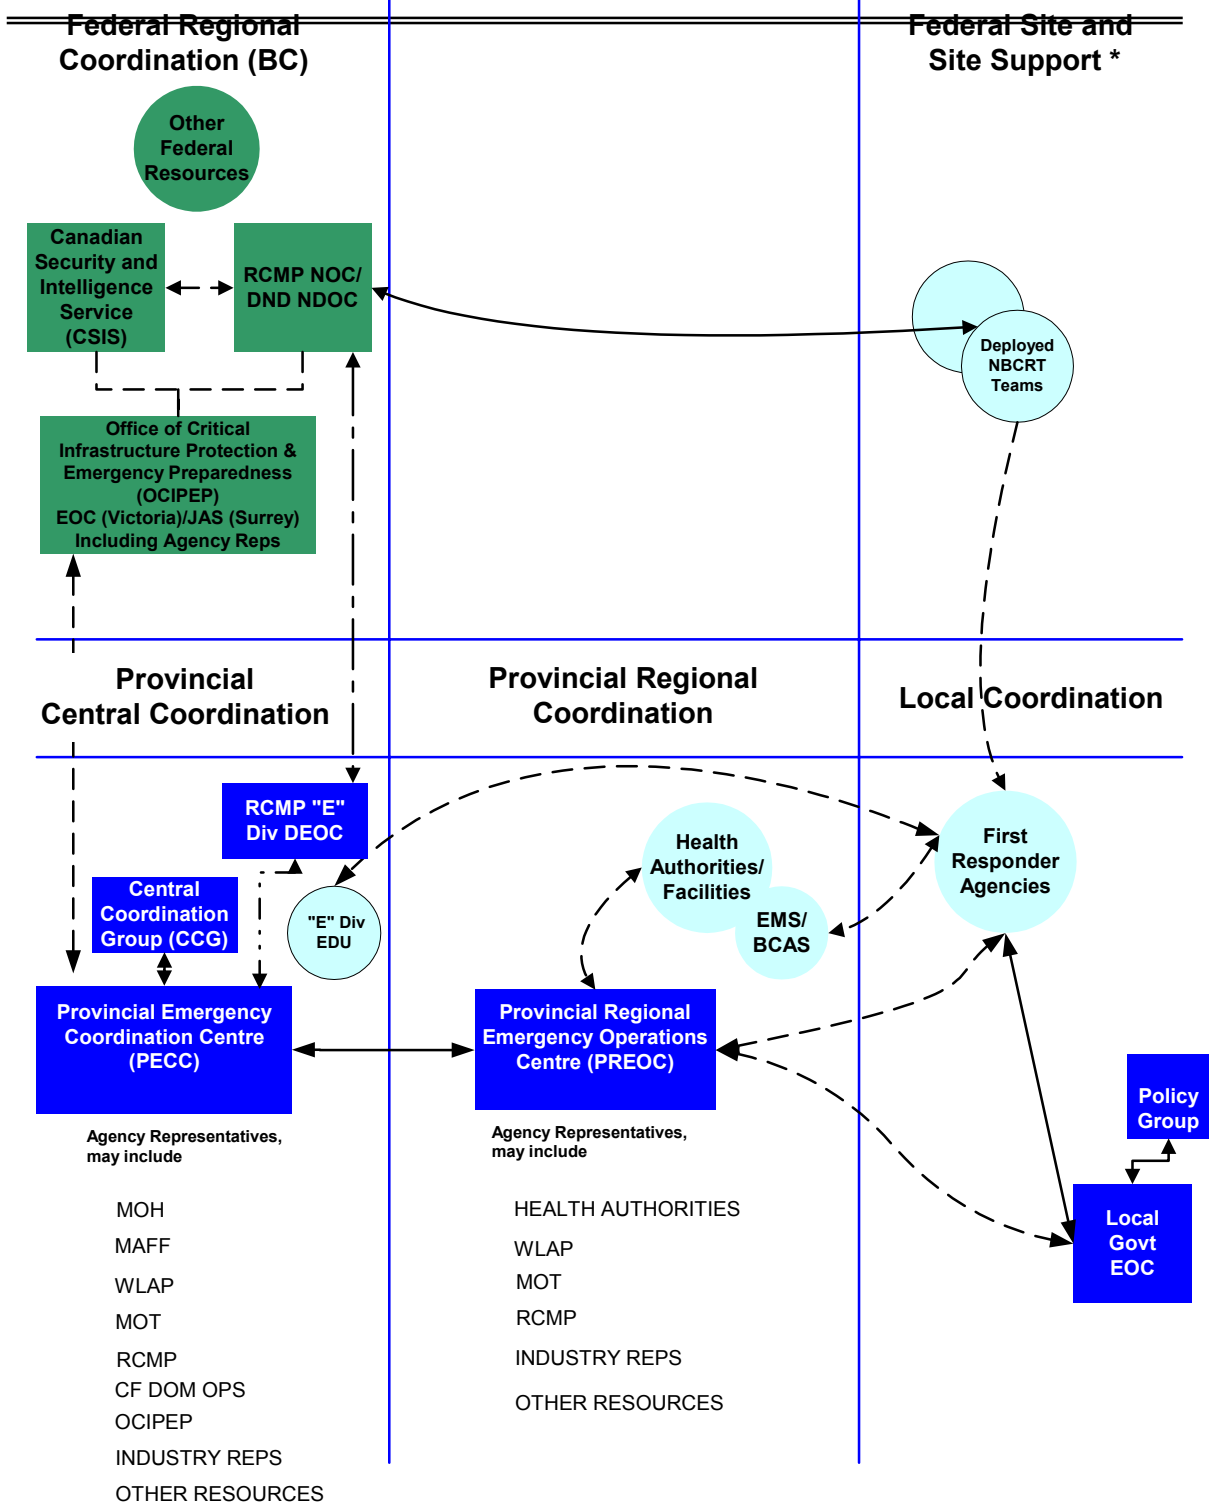 Federal Regional
Coordination (BC)
Federal Site and
Site Support *
Other
Federal
Resources
Canadian
Security and
Intelligence
Service
(CSIS)
RCMP NOC/
DND NDOC
Deployed
NBCRT
Teams
Office of Critical
Infrastructure Protection &
Emergency Preparedness
(OCIPEP)
EOC (Victoria)/JAS (Surrey)
Including Agency Reps
Provincial
Central Coordination
Provincial Regional
Coordination
Local Coordination
RCMP "E"
Div DEOC
Central
Coordination
Group (CCG)
"E" Div
EDU
Health
Authorities/
Facilities
EMS/
BCAS
First
Responder
Agencies
Provincial Emergency
Coordination Centre
(PECC)
Provincial Regional
Emergency Operations
Centre (PREOC)
Policy
Group
Local
Govt
EOC
Agency Representatives,
may include
MOH
MAFF
WLAP
MOT
RCMP
CF DOM OPS
OCIPEP
INDUSTRY REPS
OTHER RESOURCES
Agency Representatives,
may include
HEALTH AUTHORITIES
WLAP
MOT
RCMP
INDUSTRY REPS
OTHER RESOURCES